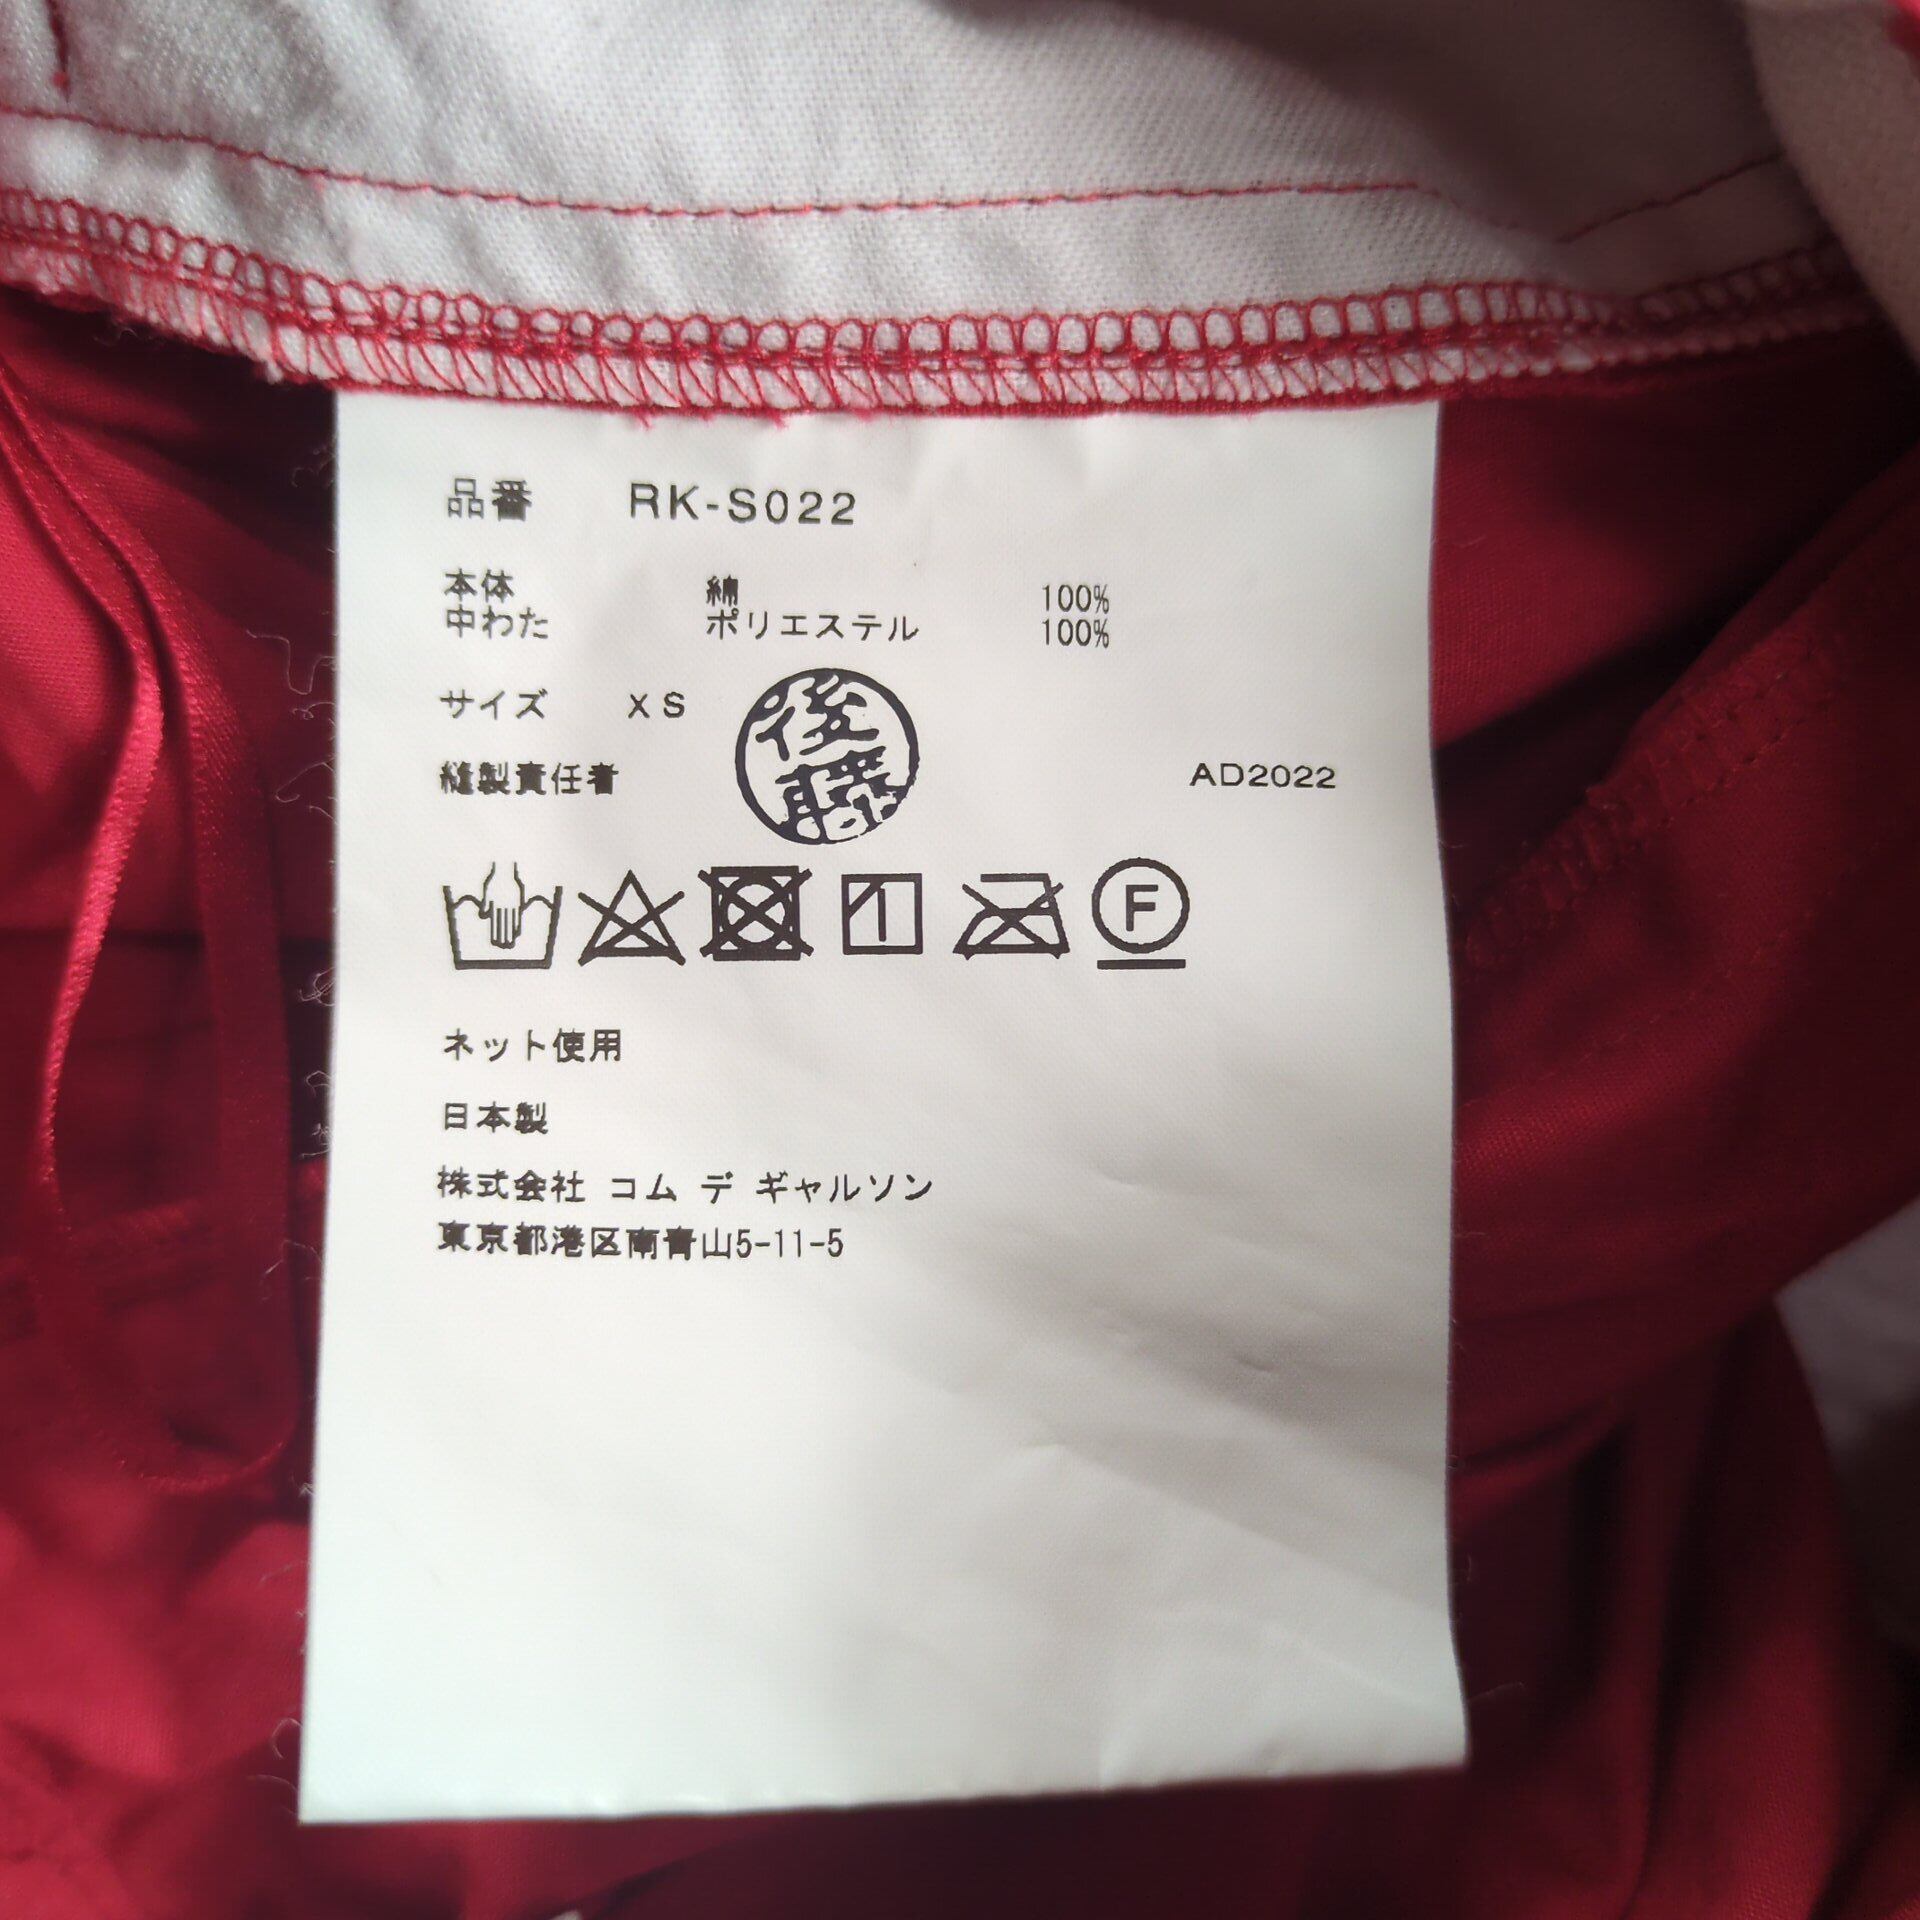 品番 RK-S022
本体 綿 100%
中わた ポリエステル 100%
サイズ XS
後藤
縫製責任者 AD2022
F
ネット使用
日本製
株式会社 コム デ ギャルソン
東京都港区南青山5-11-5